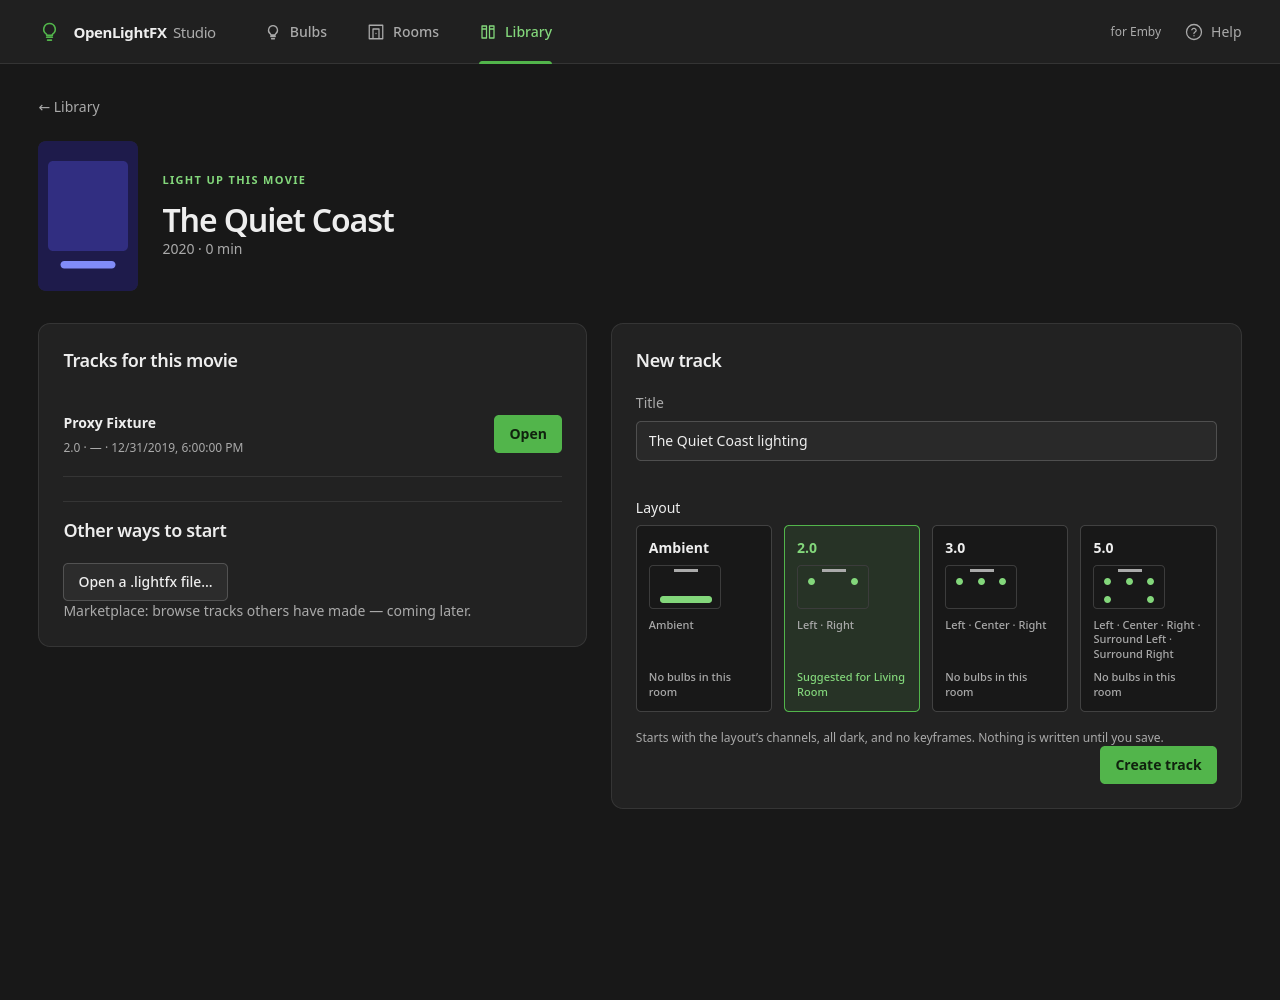 OpenLightFX Studio
Bulbs
Rooms
Library
for Emby
Help
← Library
LIGHT UP THIS MOVIE
The Quiet Coast
2020 · 0 min
Tracks for this movie
Proxy Fixture
2.0 · — · 12/31/2019, 6:00:00 PM
Open
Other ways to start
Open a .lightfx file…
Marketplace: browse tracks others have made — coming later.
New track
Title
The Quiet Coast lighting
Layout
Ambient
Ambient
No bulbs in this
room
2.0
Left · Right
Suggested for Living
Room
3.0
Left · Center · Right
No bulbs in this
room
5.0
Left · Center · Right ·
Surround Left ·
Surround Right
No bulbs in this
room
Starts with the layout’s channels, all dark, and no keyframes. Nothing is written until you save.
Create track